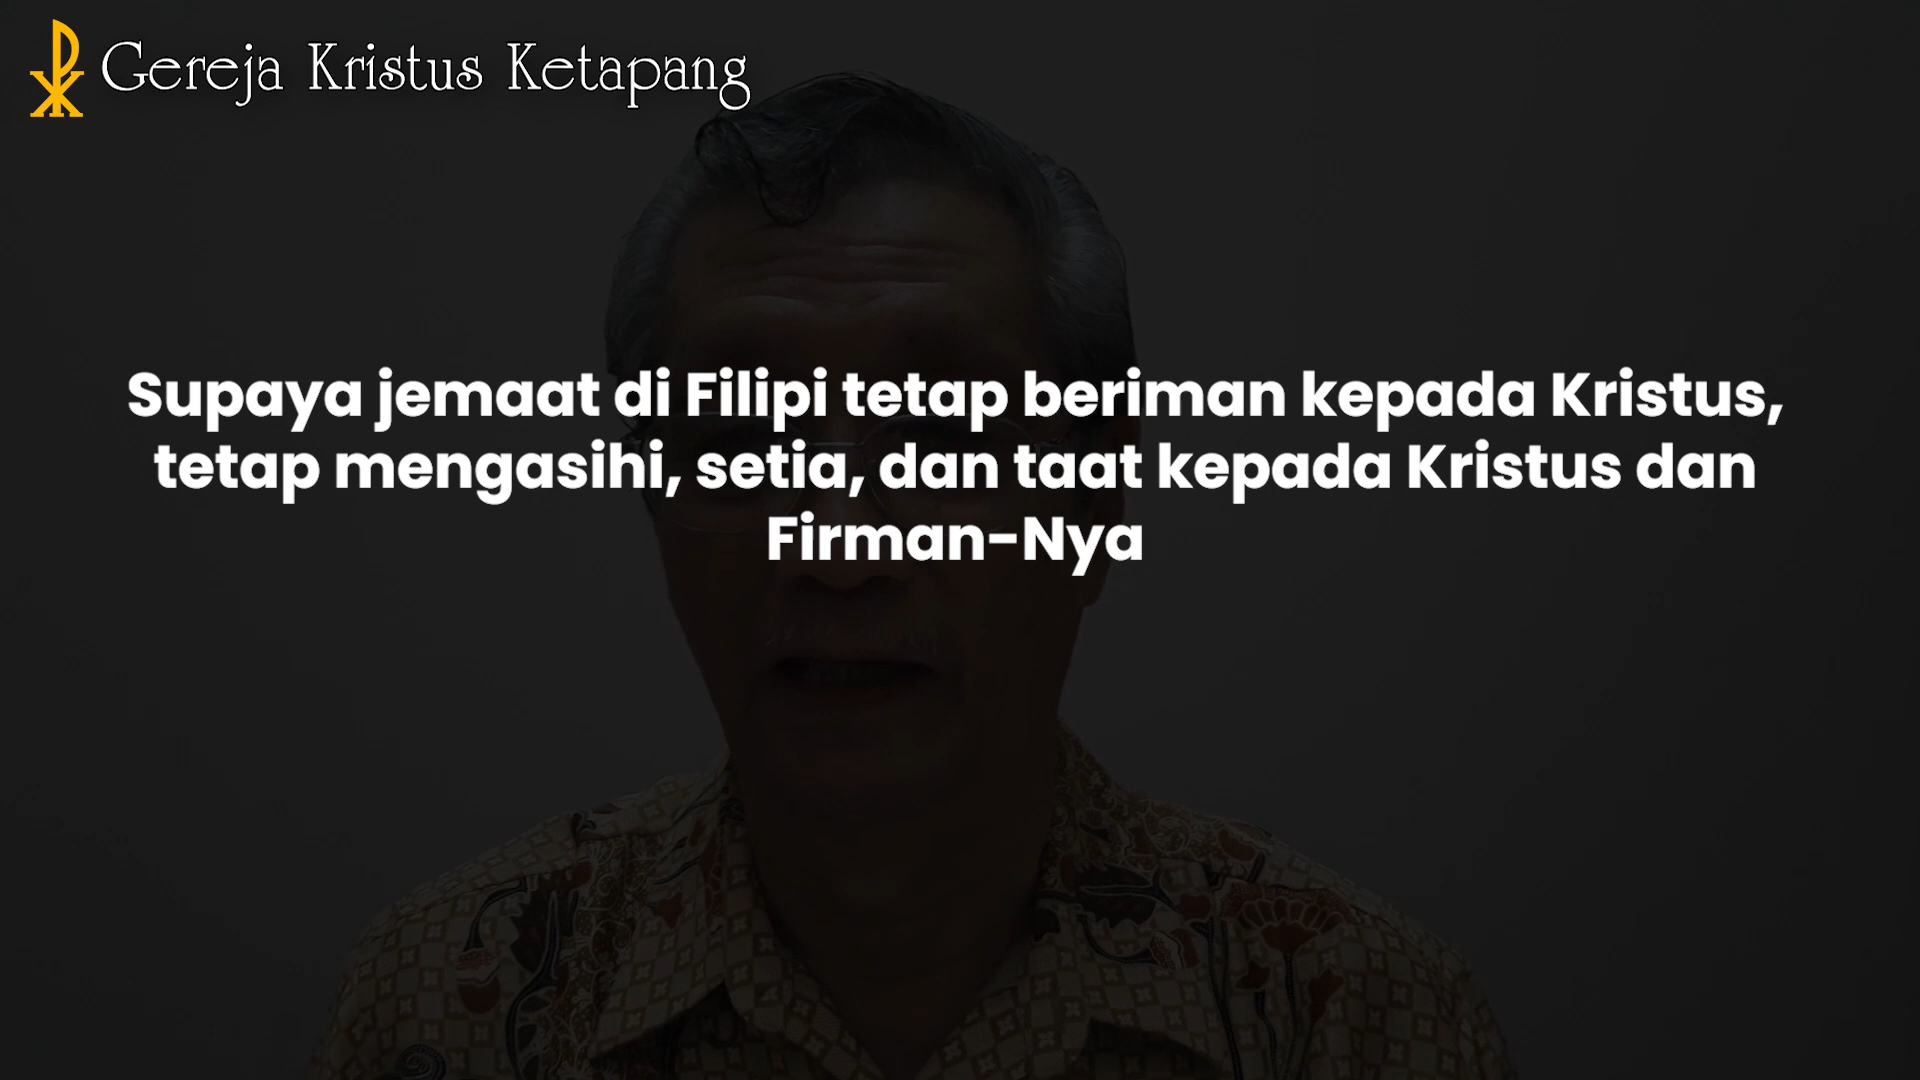 Gereja Kristus Ketapang
Supaya jemaat di Filipi tetap beriman kepada Kristus,
tetap mengasihi, setia, dan taat kepada Kristus dan
Firman-Nya